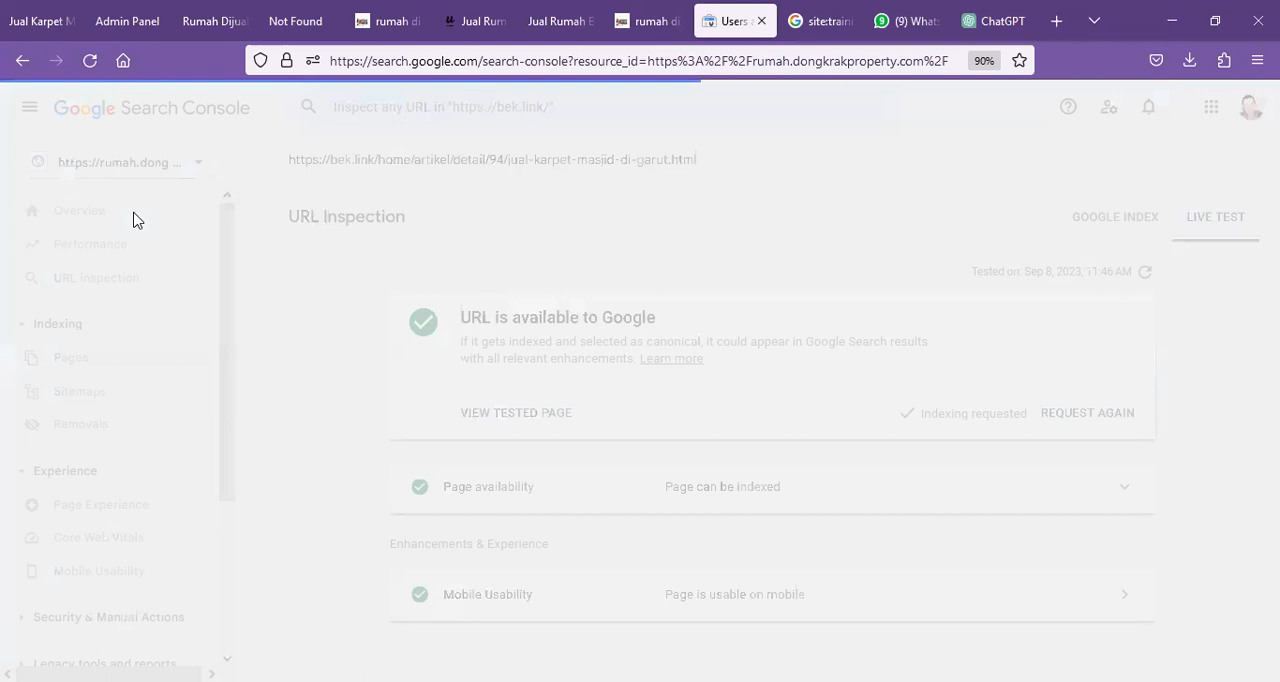 Jual Karpet M
Admin Panel
Rumah Dijua
Not Found
rumah di
Jual Rum
Jual Rumah B
rumah di
Users a
site:traini
(9) What
ChatGPT
https://search.google.com/search-console?resource_id=https%3A%2F%2Frumah.dongkrakproperty.com%2F
90%
Google Search Console
Inspect any URL in "https://bek.link/"
https://rumah.dong ...
https://bek.link/home/artikel/detail/94/jual-karpet-masjid-di-garut.html
Overview
Performance
URL inspection
Indexing
Pages
Sitemaps
Removals
Experience
Page Experience
Core Web Vitals
Mobile Usability
Security & Manual Actions
Legacy tools and reports
URL Inspection
GOOGLE INDEX
LIVE TEST
Tested on: Sep 8, 2023, 11:46 AM
URL is available to Google
If it gets indexed and selected as canonical, it could appear in Google Search results
with all relevant enhancements. Learn more
VIEW TESTED PAGE
Indexing requested
REQUEST AGAIN
Page availability
Page can be indexed
Enhancements & Experience
Mobile Usability
Page is usable on mobile